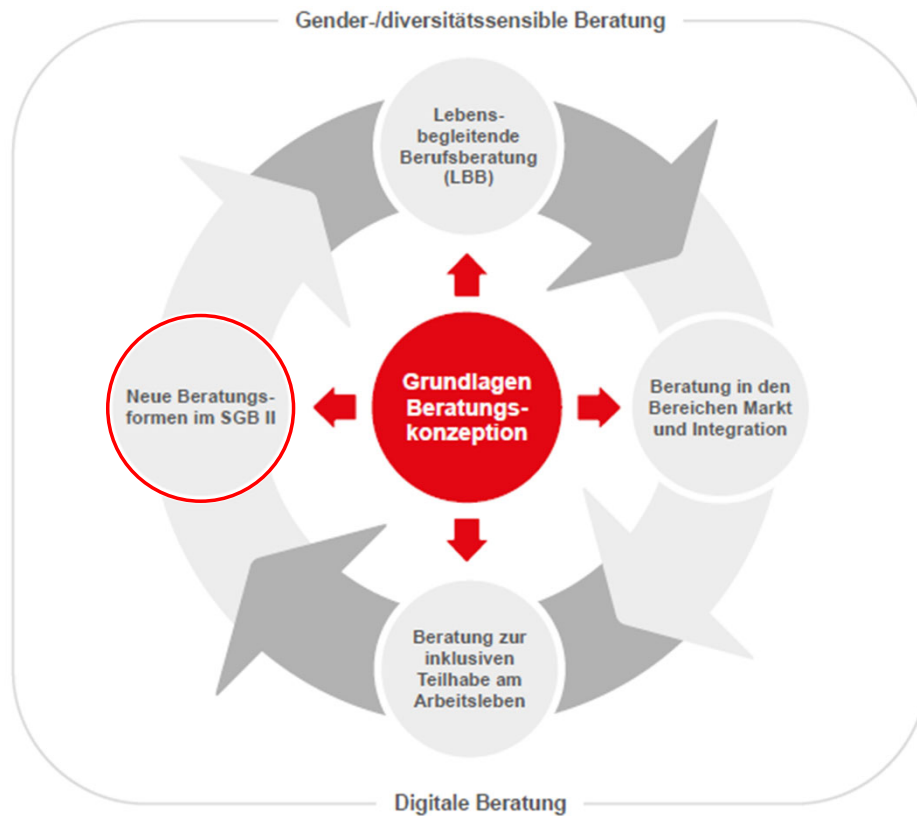 Gender-/diversitätssensible Beratung
Lebens-
begleitende
Berufsberatung
(LBB)
Neue Beratungs-
formen im SGB II
Grundlagen
Beratungs-
konzeption
Beratung in den
Bereichen Markt
und Integration
Beratung zur
inklusiven
Teilhabe am
Arbeitsleben
Digitale Beratung